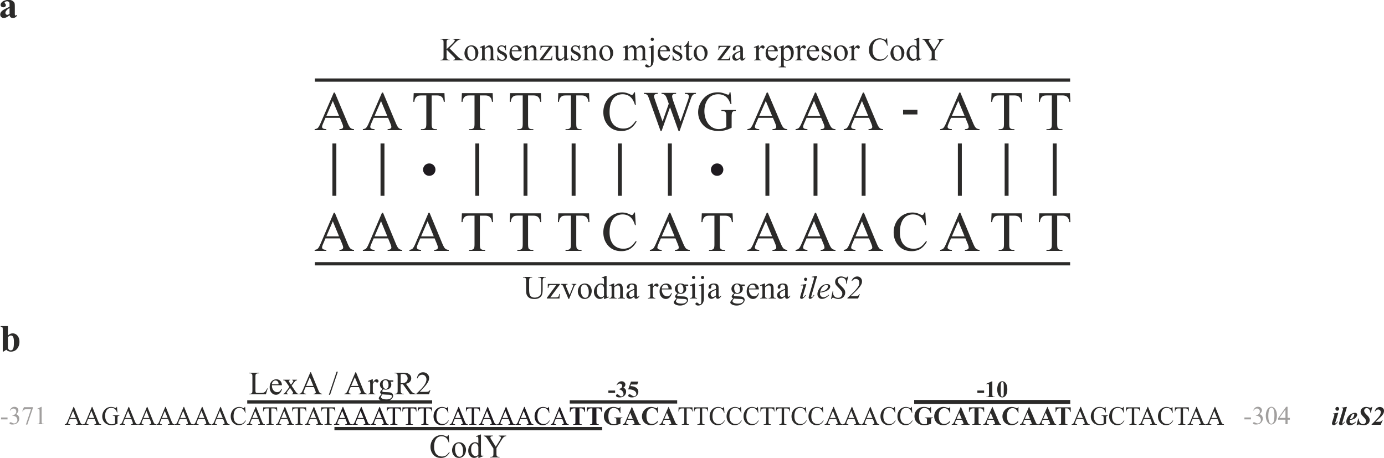 a
Konsenzusno mjesto za represor CodY
AATTTTCWGAAA-ATT
AAATTTCATAAACATT
Uzvodna regija gena ileS2
b
LexA / ArgR2 -35 -10
-371 AAGAAAAAACATATATAAATTTCATAAACATTGACATTCCCTTCCAAACCGCATACAATAGCTACTAA -304 ileS2
CodY